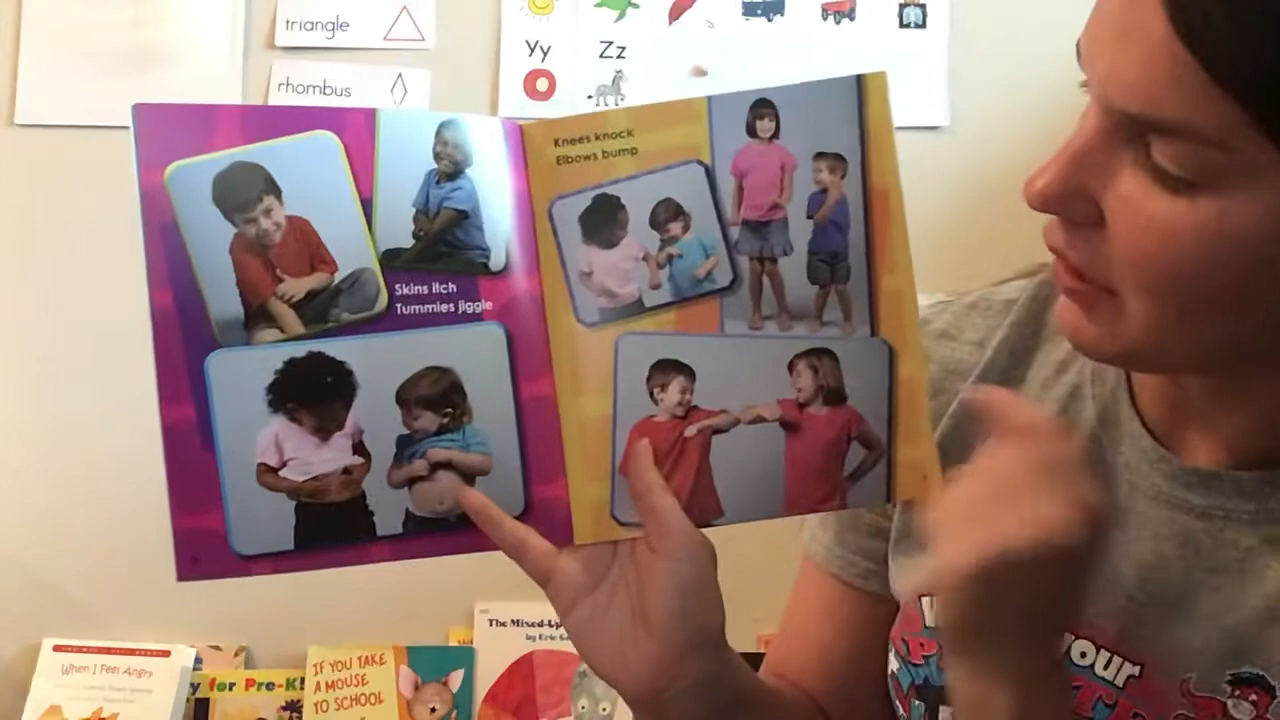 triangle
rhombus
Yy
Zz
Skins itch
Tummies jiggle
Knees knock
Elbows bump
When I Feel Angry
y for Pre-K!
IF YOU TAKE
A MOUSE
TO SCHOOL
The Mixed-Up
by Eric
your